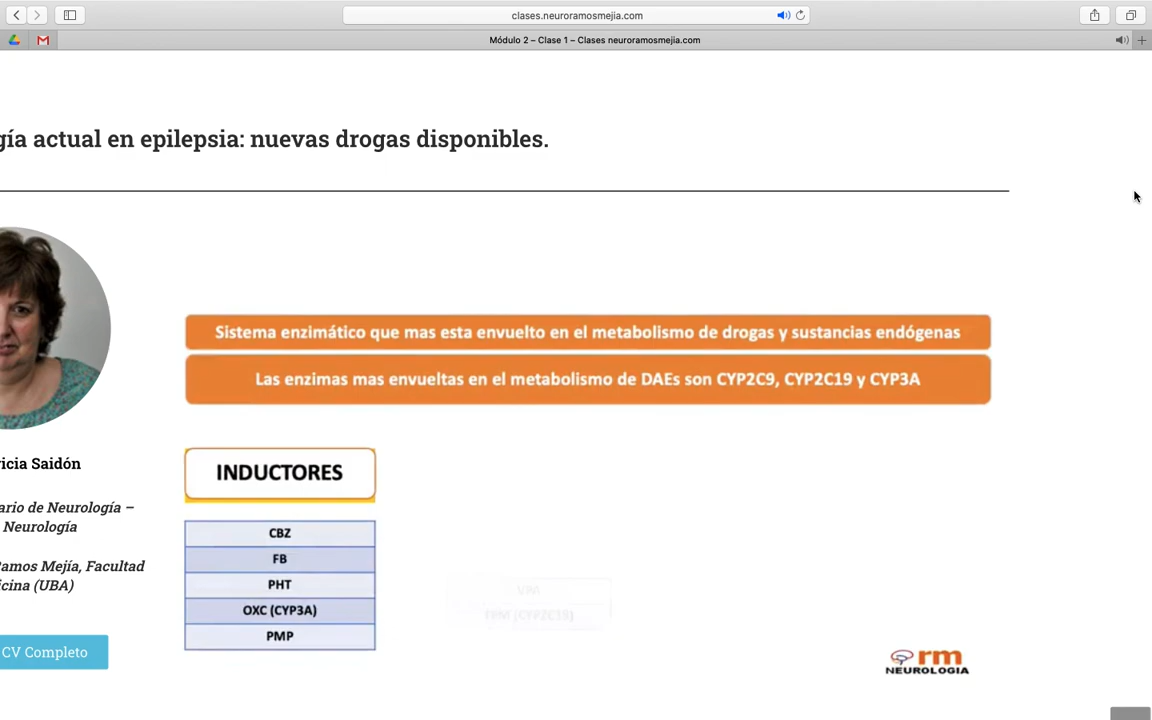 clases.neuroramosmejia.com
Módulo 2 – Clase 1 – Clases neuroramosmejia.com
gía actual en epilepsia: nuevas drogas disponibles.
Sistema enzimático que mas esta envuelto en el metabolismo de drogas y sustancias endógenas
Las enzimas mas envueltas en el metabolismo de DAEs son CYP2C9, CYP2C19 y CYP3A
icia Saidón
ario de Neurología –
Neurología
Ramos Mejía, Facultad
icina (UBA)
CV Completo
INDUCTORES
CBZ
FB
PHT
OXC (CYP3A)
PMP
rm
NEUROLOGIA